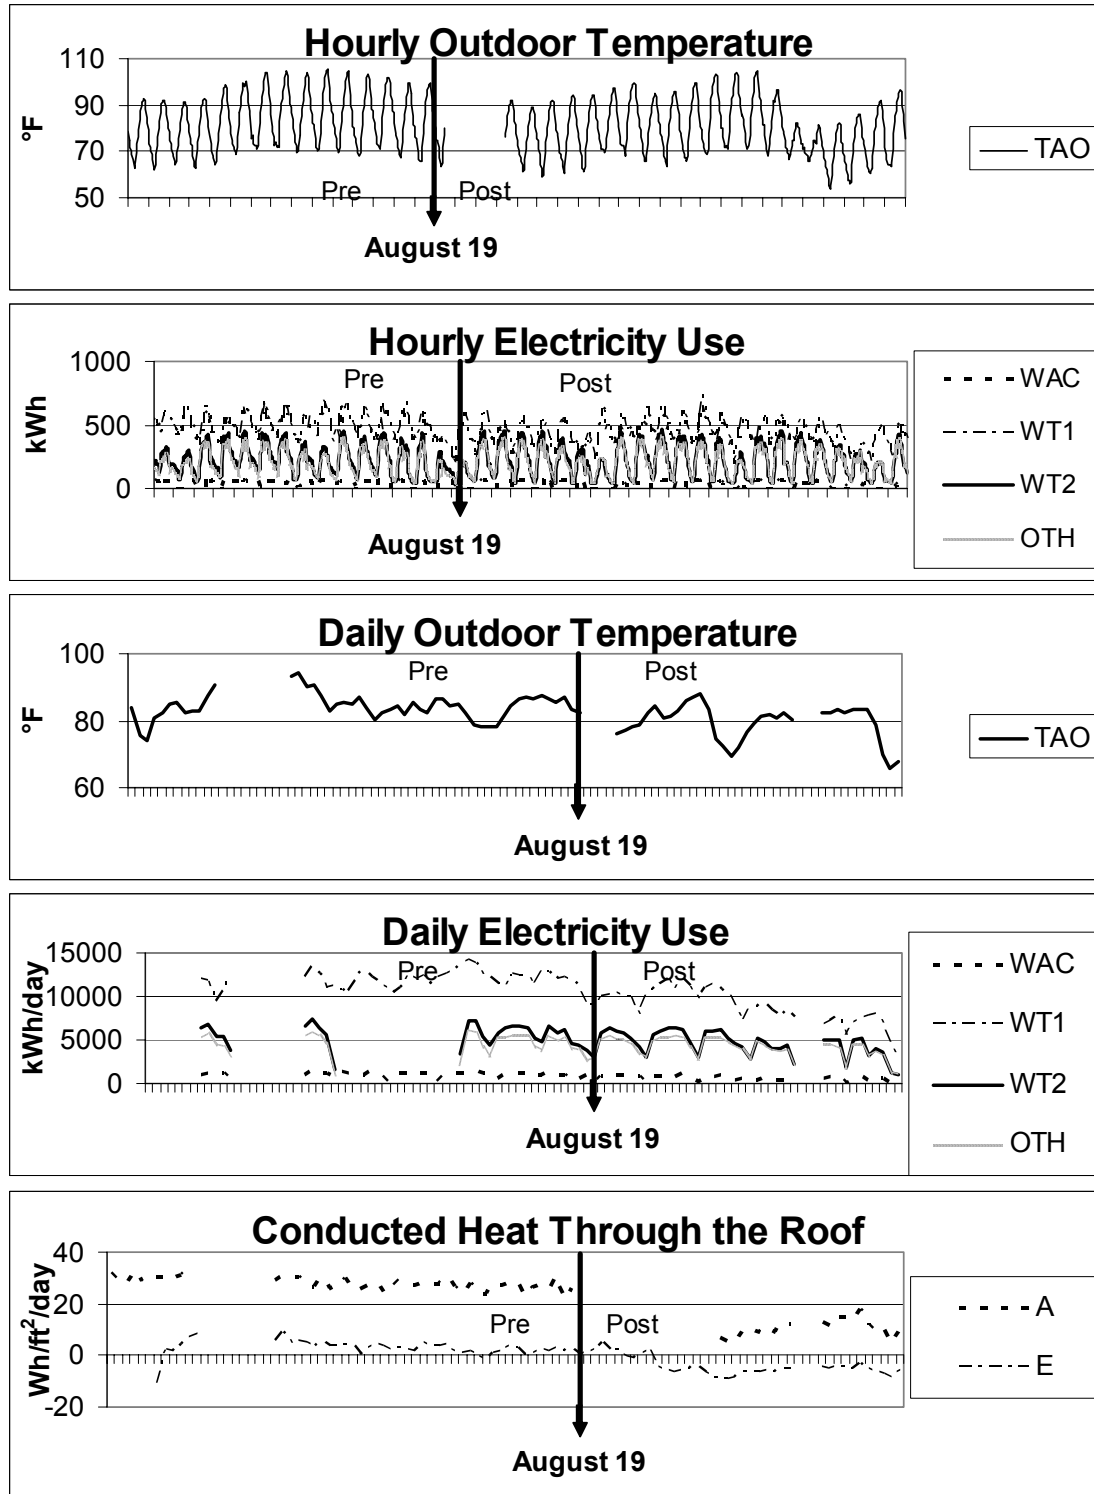 Hourly Outdoor Temperature
110
90
70
50
°F
Pre
Post
TAO
August 19
Hourly Electricity Use
1000
500
0
kWh
Pre
Post
WAC
WT1
WT2
OTH
August 19
Daily Outdoor Temperature
100
80
60
°F
Pre
Post
TAO
August 19
Daily Electricity Use
15000
10000
5000
0
kWh/day
Pre
Post
WAC
WT1
WT2
OTH
August 19
Conducted Heat Through the Roof
40
20
0
-20
Wh/ft²/day
Pre
Post
A
E
August 19